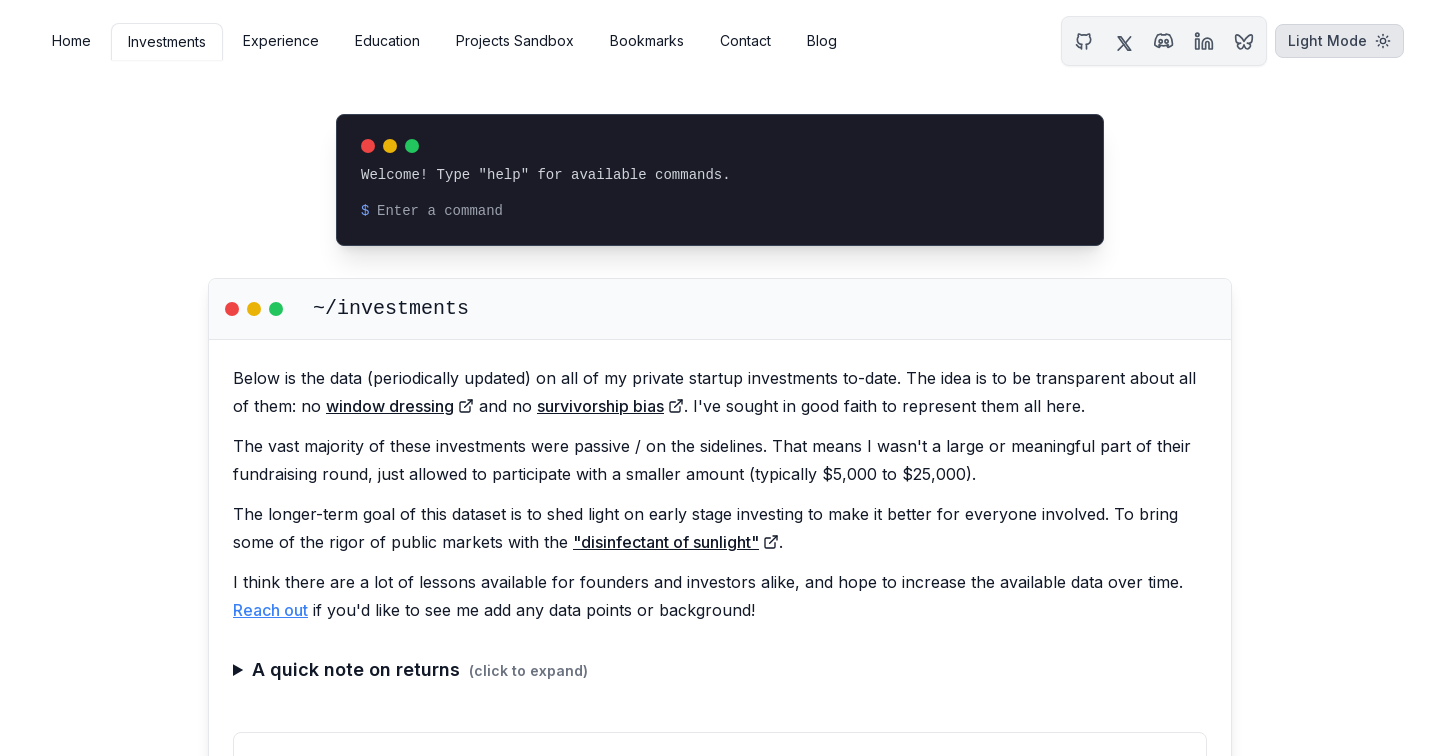 Home Investments Experience Education Projects Sandbox Bookmarks Contact Blog Light Mode
Welcome! Type "help" for available commands.
$ Enter a command
~/investments
Below is the data (periodically updated) on all of my private startup investments to-date. The idea is to be transparent about all
of them: no window dressing and no survivorship bias. I've sought in good faith to represent them all here.
The vast majority of these investments were passive / on the sidelines. That means I wasn't a large or meaningful part of their
fundraising round, just allowed to participate with a smaller amount (typically $5,000 to $25,000).
The longer-term goal of this dataset is to shed light on early stage investing to make it better for everyone involved. To bring
some of the rigor of public markets with the "disinfectant of sunlight".
I think there are a lot of lessons available for founders and investors alike, and hope to increase the available data over time.
Reach out if you'd like to see me add any data points or background!
A quick note on returns (click to expand)